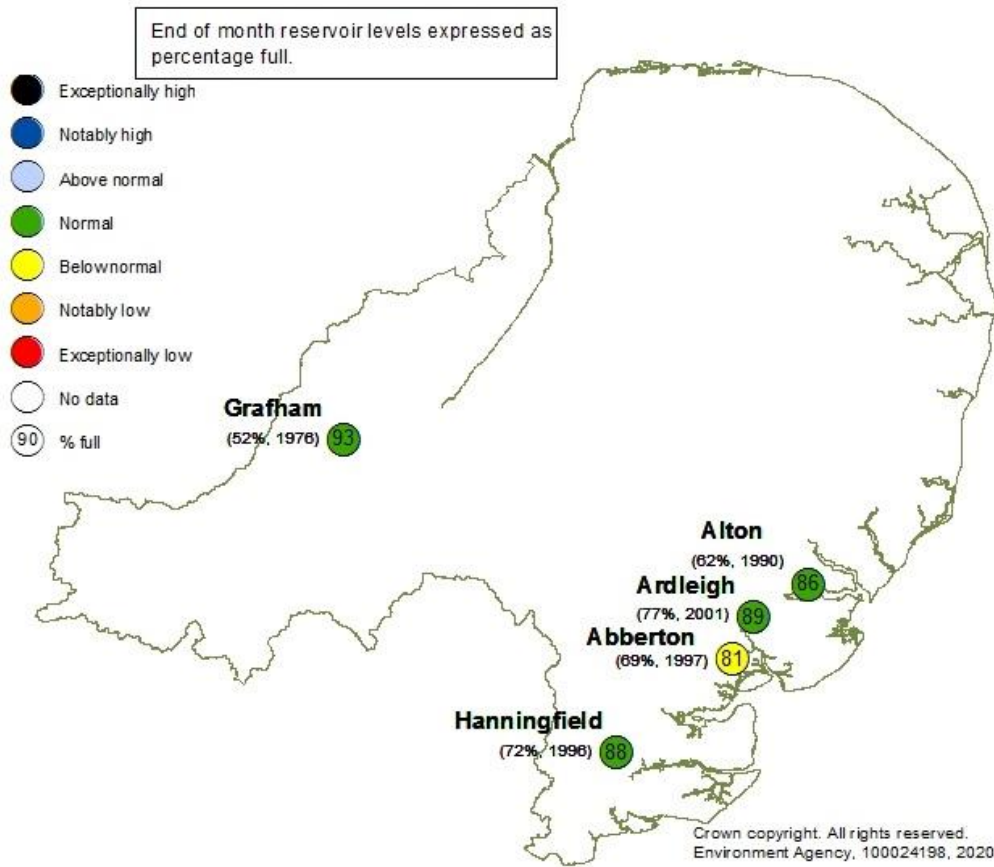 End of month reservoir levels expressed as
percentage full.
Exceptionally high
Notably high
Above normal
Normal
Below normal
Notably low
Exceptionally low
No data
90 % full
Grafham
(52%, 1976) 93
Alton
(62%, 1990) 86
Ardleigh
(77%, 2001) 89
Abberton
(69%, 1997) 81
Hanningfield
(72%, 1996) 88
Crown copyright. All rights reserved.
Environment Agency, 100024198, 2020